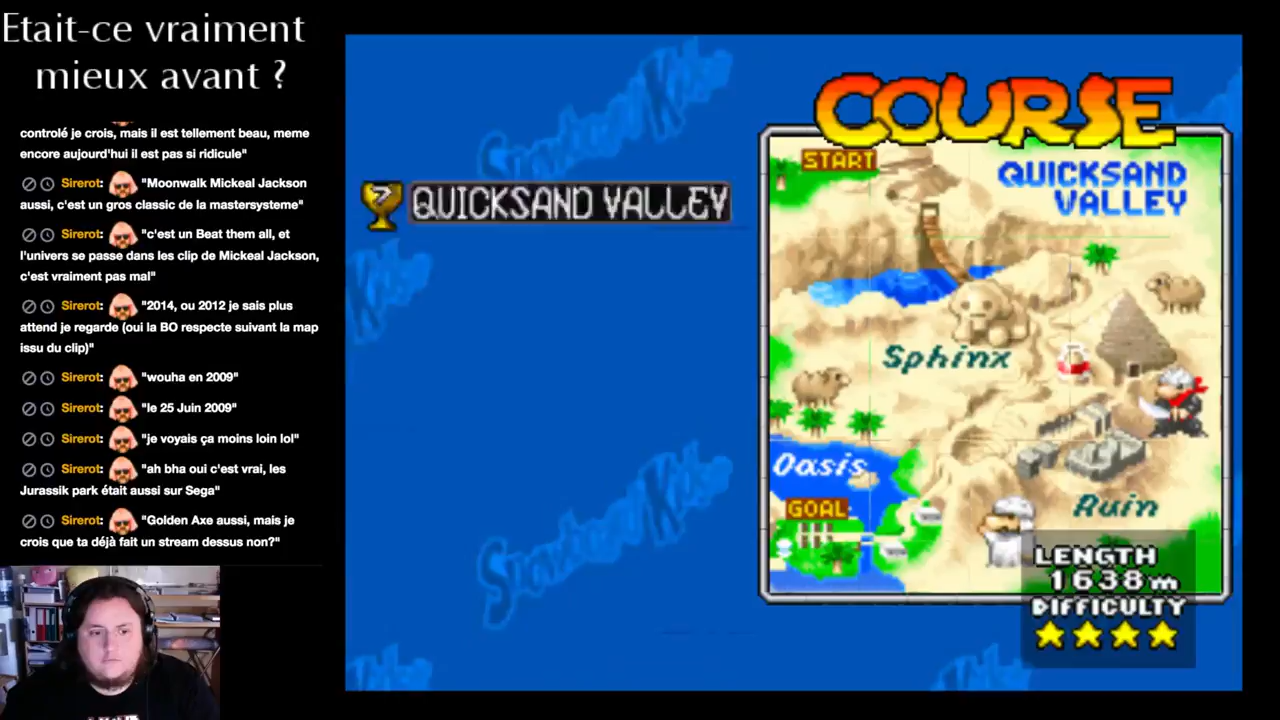 Etait-ce vraiment
mieux avant ?
controlé je crois, mais il est tellement beau, meme
encore aujourd'hui il est pas si ridicule"
Sirerot: "Moonwalk Mickeal Jackson
aussi, c'est un gros classic de la mastersysteme"
Sirerot: "c'est un Beat them all, et
l'univers se passe dans les clip de Mickeal Jackson,
c'est vraiment pas mal"
Sirerot: "2014, ou 2012 je sais plus
attend je regarde (oui la BO respecte suivant la map
issu du clip)"
Sirerot: "wouha en 2009"
Sirerot: "le 25 Juin 2009"
Sirerot: "je voyais ça moins loin lol"
Sirerot: "ah bha oui c'est vrai, les
Jurassik park était aussi sur Sega"
Sirerot: "Golden Axe aussi, mais je
crois que ta déjà fait un stream dessus non?"
? QUICKSAND VALLEY
COURSE
START
QUICKSAND
VALLEY
Sphinx
Oasis
Ruin
GOAL
LENGTH
1638m
DIFFICULTY